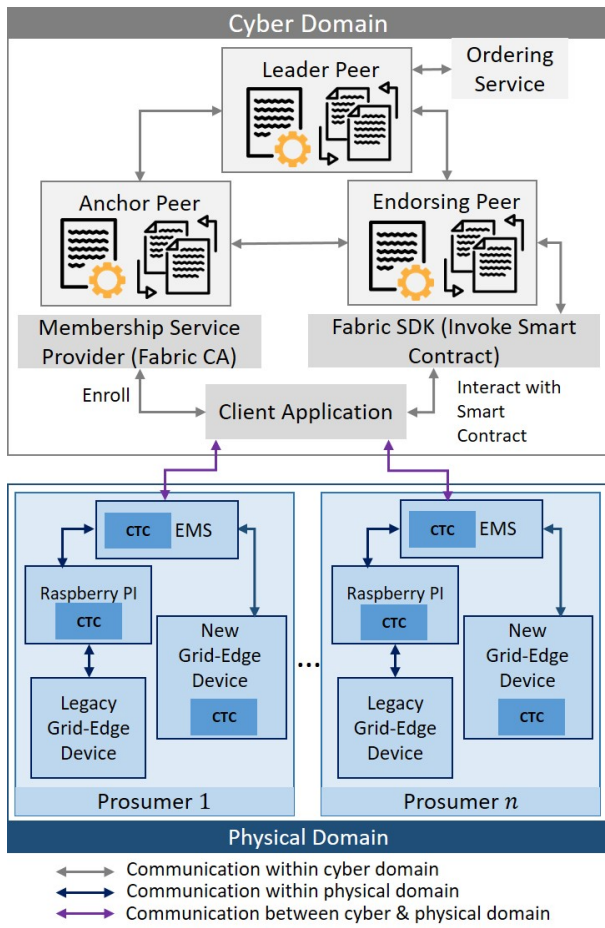 Cyber Domain
Leader Peer
Ordering
Service
Anchor Peer
Endorsing Peer
Membership Service
Provider (Fabric CA)
Fabric SDK (Invoke Smart
Contract)
Enroll
Client Application
Interact with
Smart
Contract
CTC EMS
Raspberry PI
CTC
New
Grid-Edge
Device
CTC
Legacy
Grid-Edge
Device
Prosumer 1
...
CTC EMS
Raspberry PI
CTC
New
Grid-Edge
Device
CTC
Legacy
Grid-Edge
Device
Prosumer n
Physical Domain
Communication within cyber domain
Communication within physical domain
Communication between cyber & physical domain